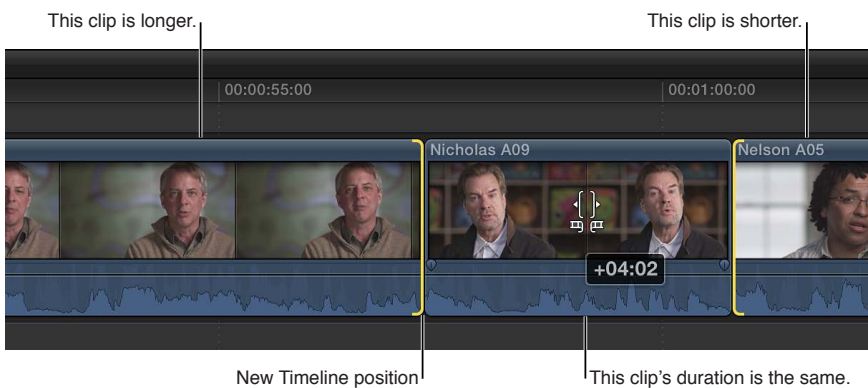 This clip is longer.
This clip is shorter.
00:00:55:00
00:01:00:00
Nicholas A09
Nelson A05
+04:02
New Timeline position
This clip’s duration is the same.